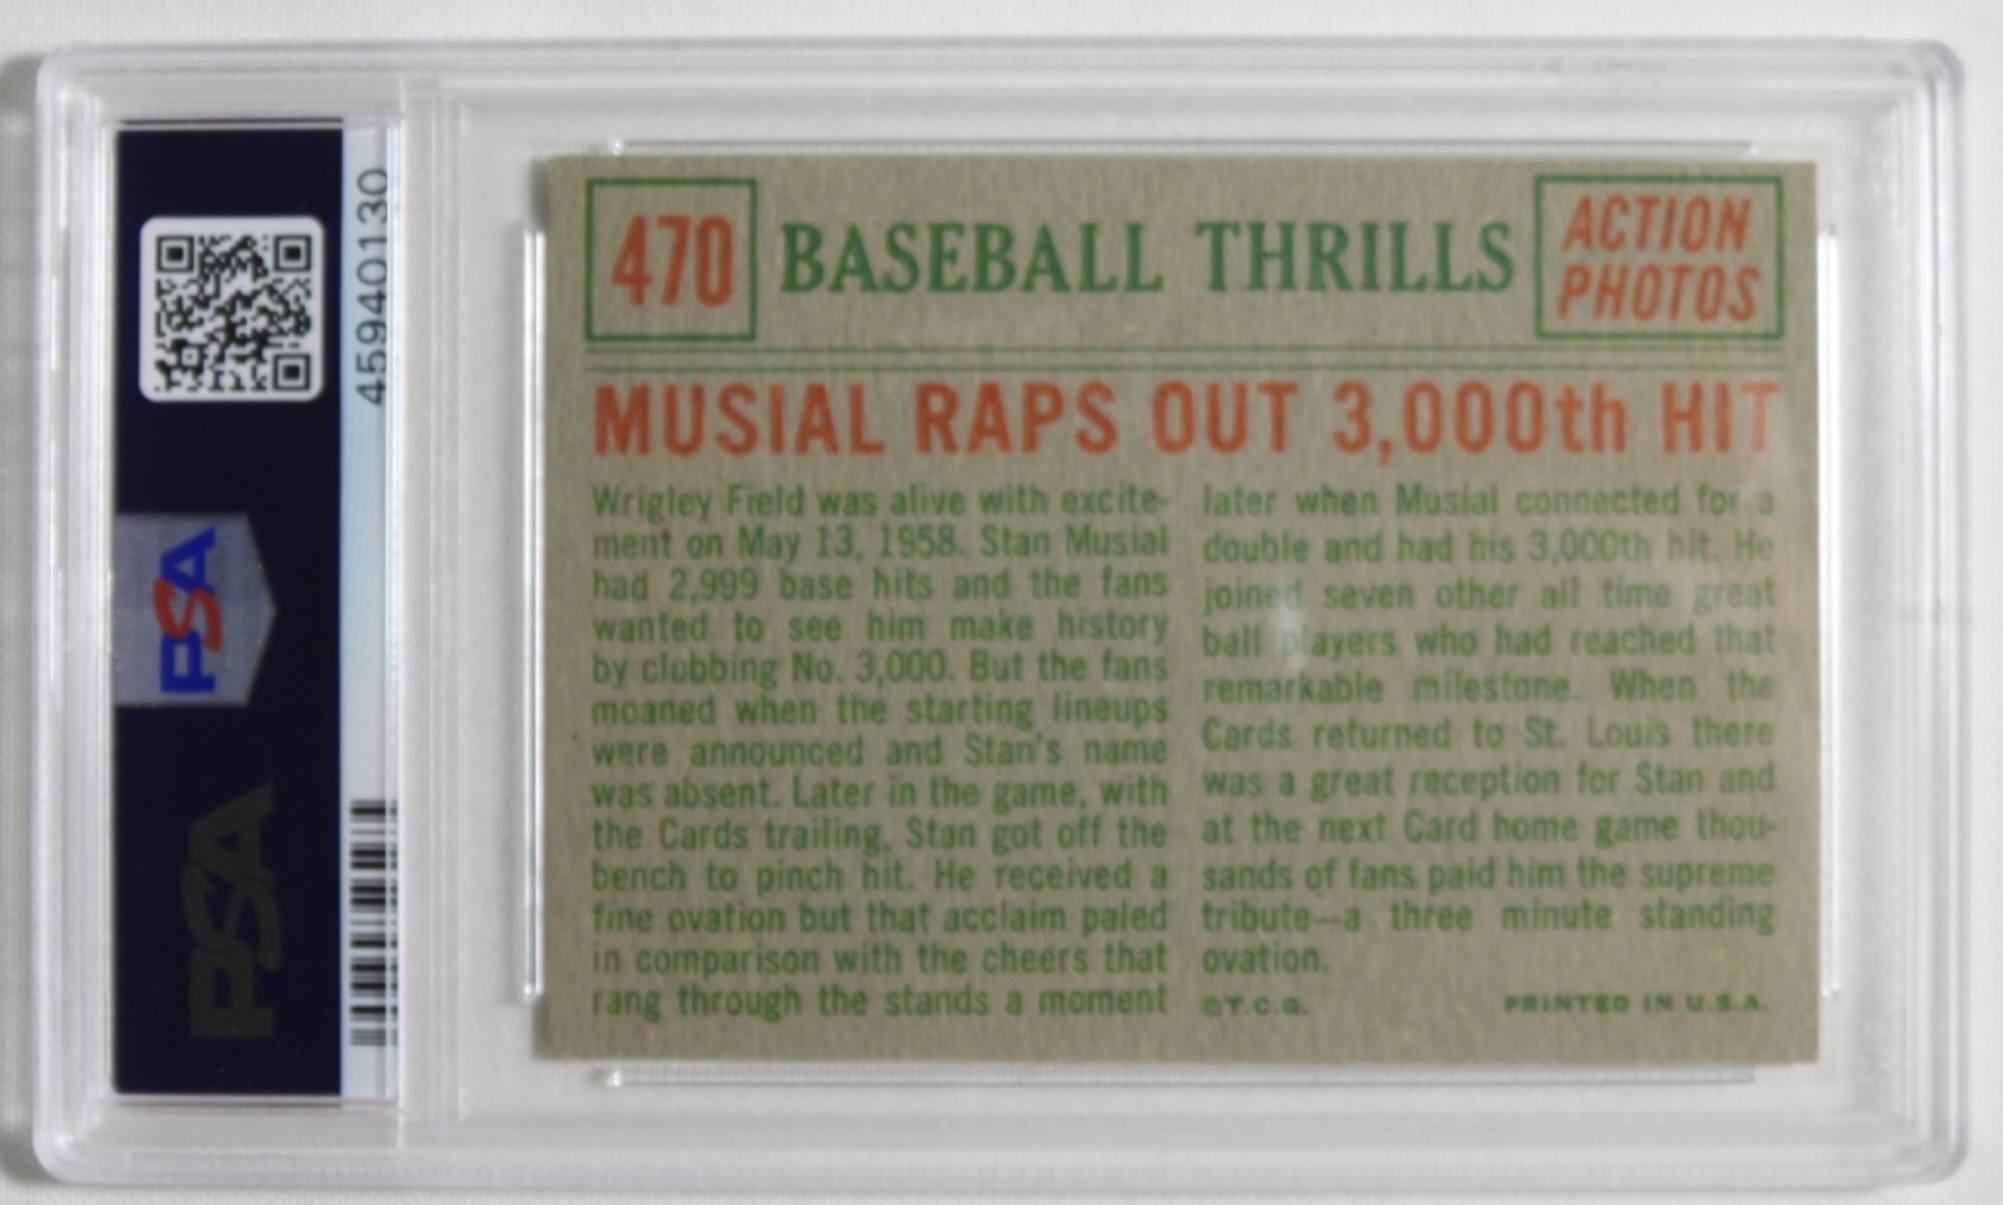 45940130
PSA
PSA
470
BASEBALL THRILLS
ACTION
PHOTOS
MUSIAL RAPS OUT 3,000th HIT
Wrigley Field was alive with excite-
ment on May 13, 1958. Stan Musial
had 2,999 base hits and the fans
wanted to see him make history
by clubbing No. 3,000. But the fans
moaned when the starting lineups
were announced and Stan's name
was absent. Later in the game, with
the Cards trailing, Stan got off the
bench to pinch hit. He received a
fine ovation but that acclaim paled
in comparison with the cheers that
rang through the stands a moment
later when Musial connected for a
double and had his 3,000th hit. He
joined seven other all time great
ball players who had reached that
remarkable milestone. When the
Cards returned to St. Louis there
was a great reception for Stan and
at the next Card home game thou-
sands of fans paid him the supreme
tribute—a three minute standing
ovation.
©T.C.G.
PRINTED IN U.S.A.